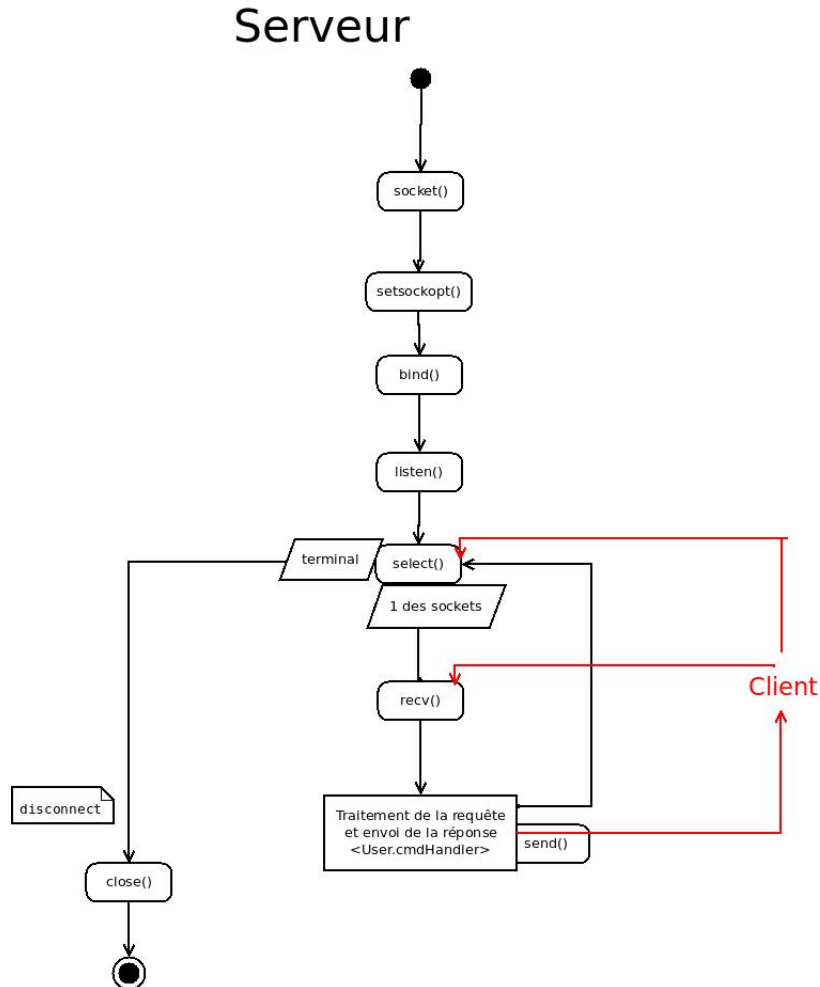 Serveur
socket()
setsockopt()
bind()
listen()
terminal
select()
1 des sockets
recv()
Client
disconnect
Traitement de la requête
et envoi de la réponse
<User.cmdHandler>
send()
close()